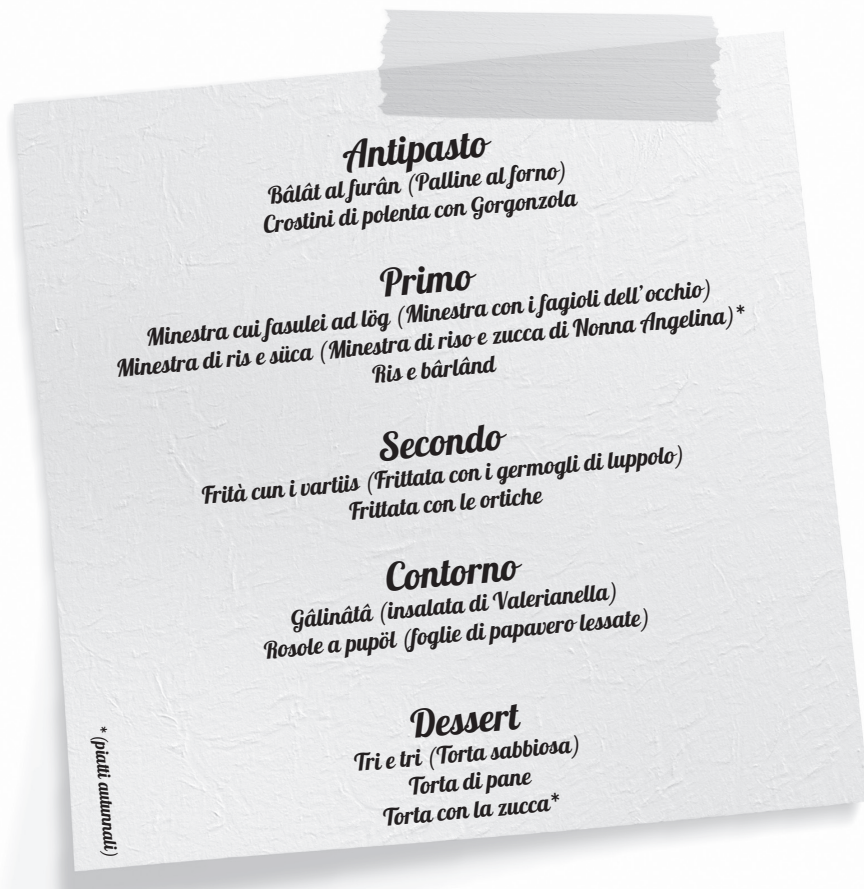 Antipasto
Bâlât al furân (Palline al forno)
Crostini di polenta con Gorgonzola
Primo
Minestra cui fasulei ad lög (Minestra con i fagioli dell'occhio)
Minestra di ris e süca (Minestra di riso e zucca di Nonna Angelina)*
Ris e bârlând
Secondo
Frità cun i vartiis (Frittata con i germogli di luppolo)
Frittata con le ortiche
Contorno
Gâlinâtâ (insalata di Valerianella)
Rosole a pupöl (foglie di papavero lessate)
Dessert
Tri e tri (Torta sabbiosa)
Torta di pane
Torta con la zucca*
* (piatti autunnali)